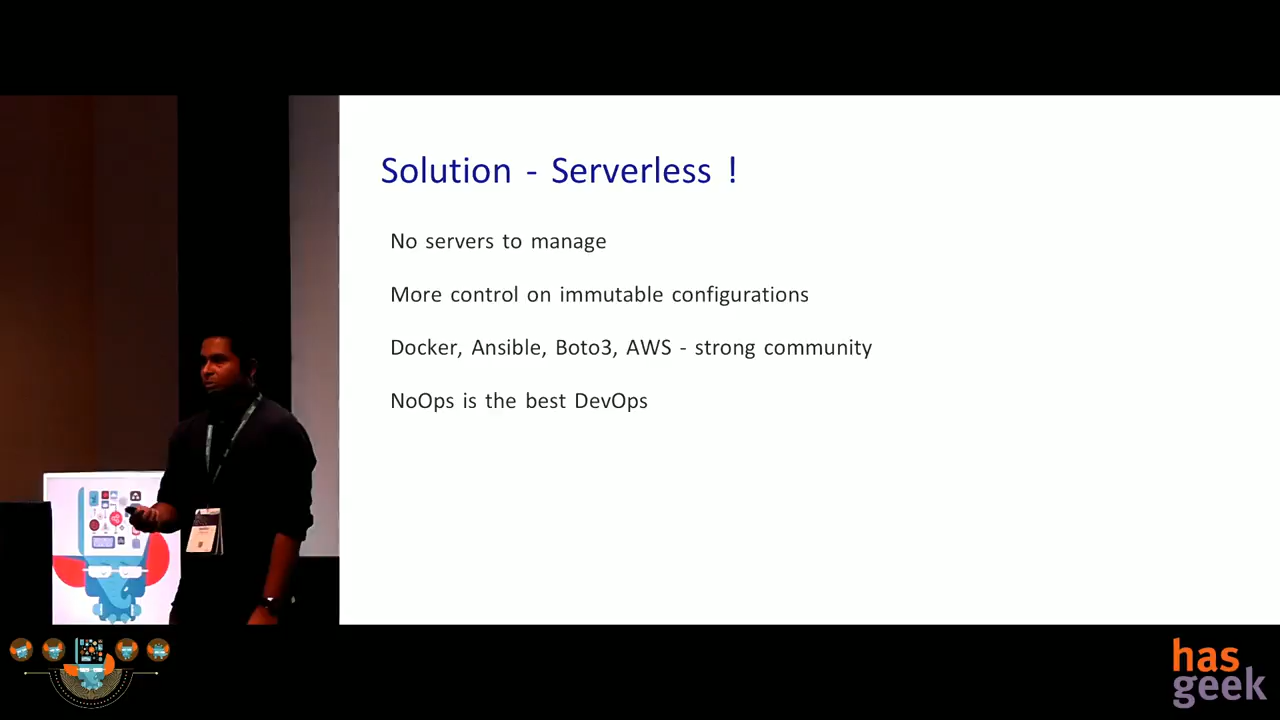 Solution - Serverless !
No servers to manage
More control on immutable configurations
Docker, Ansible, Boto3, AWS - strong community
NoOps is the best DevOps
has
geek